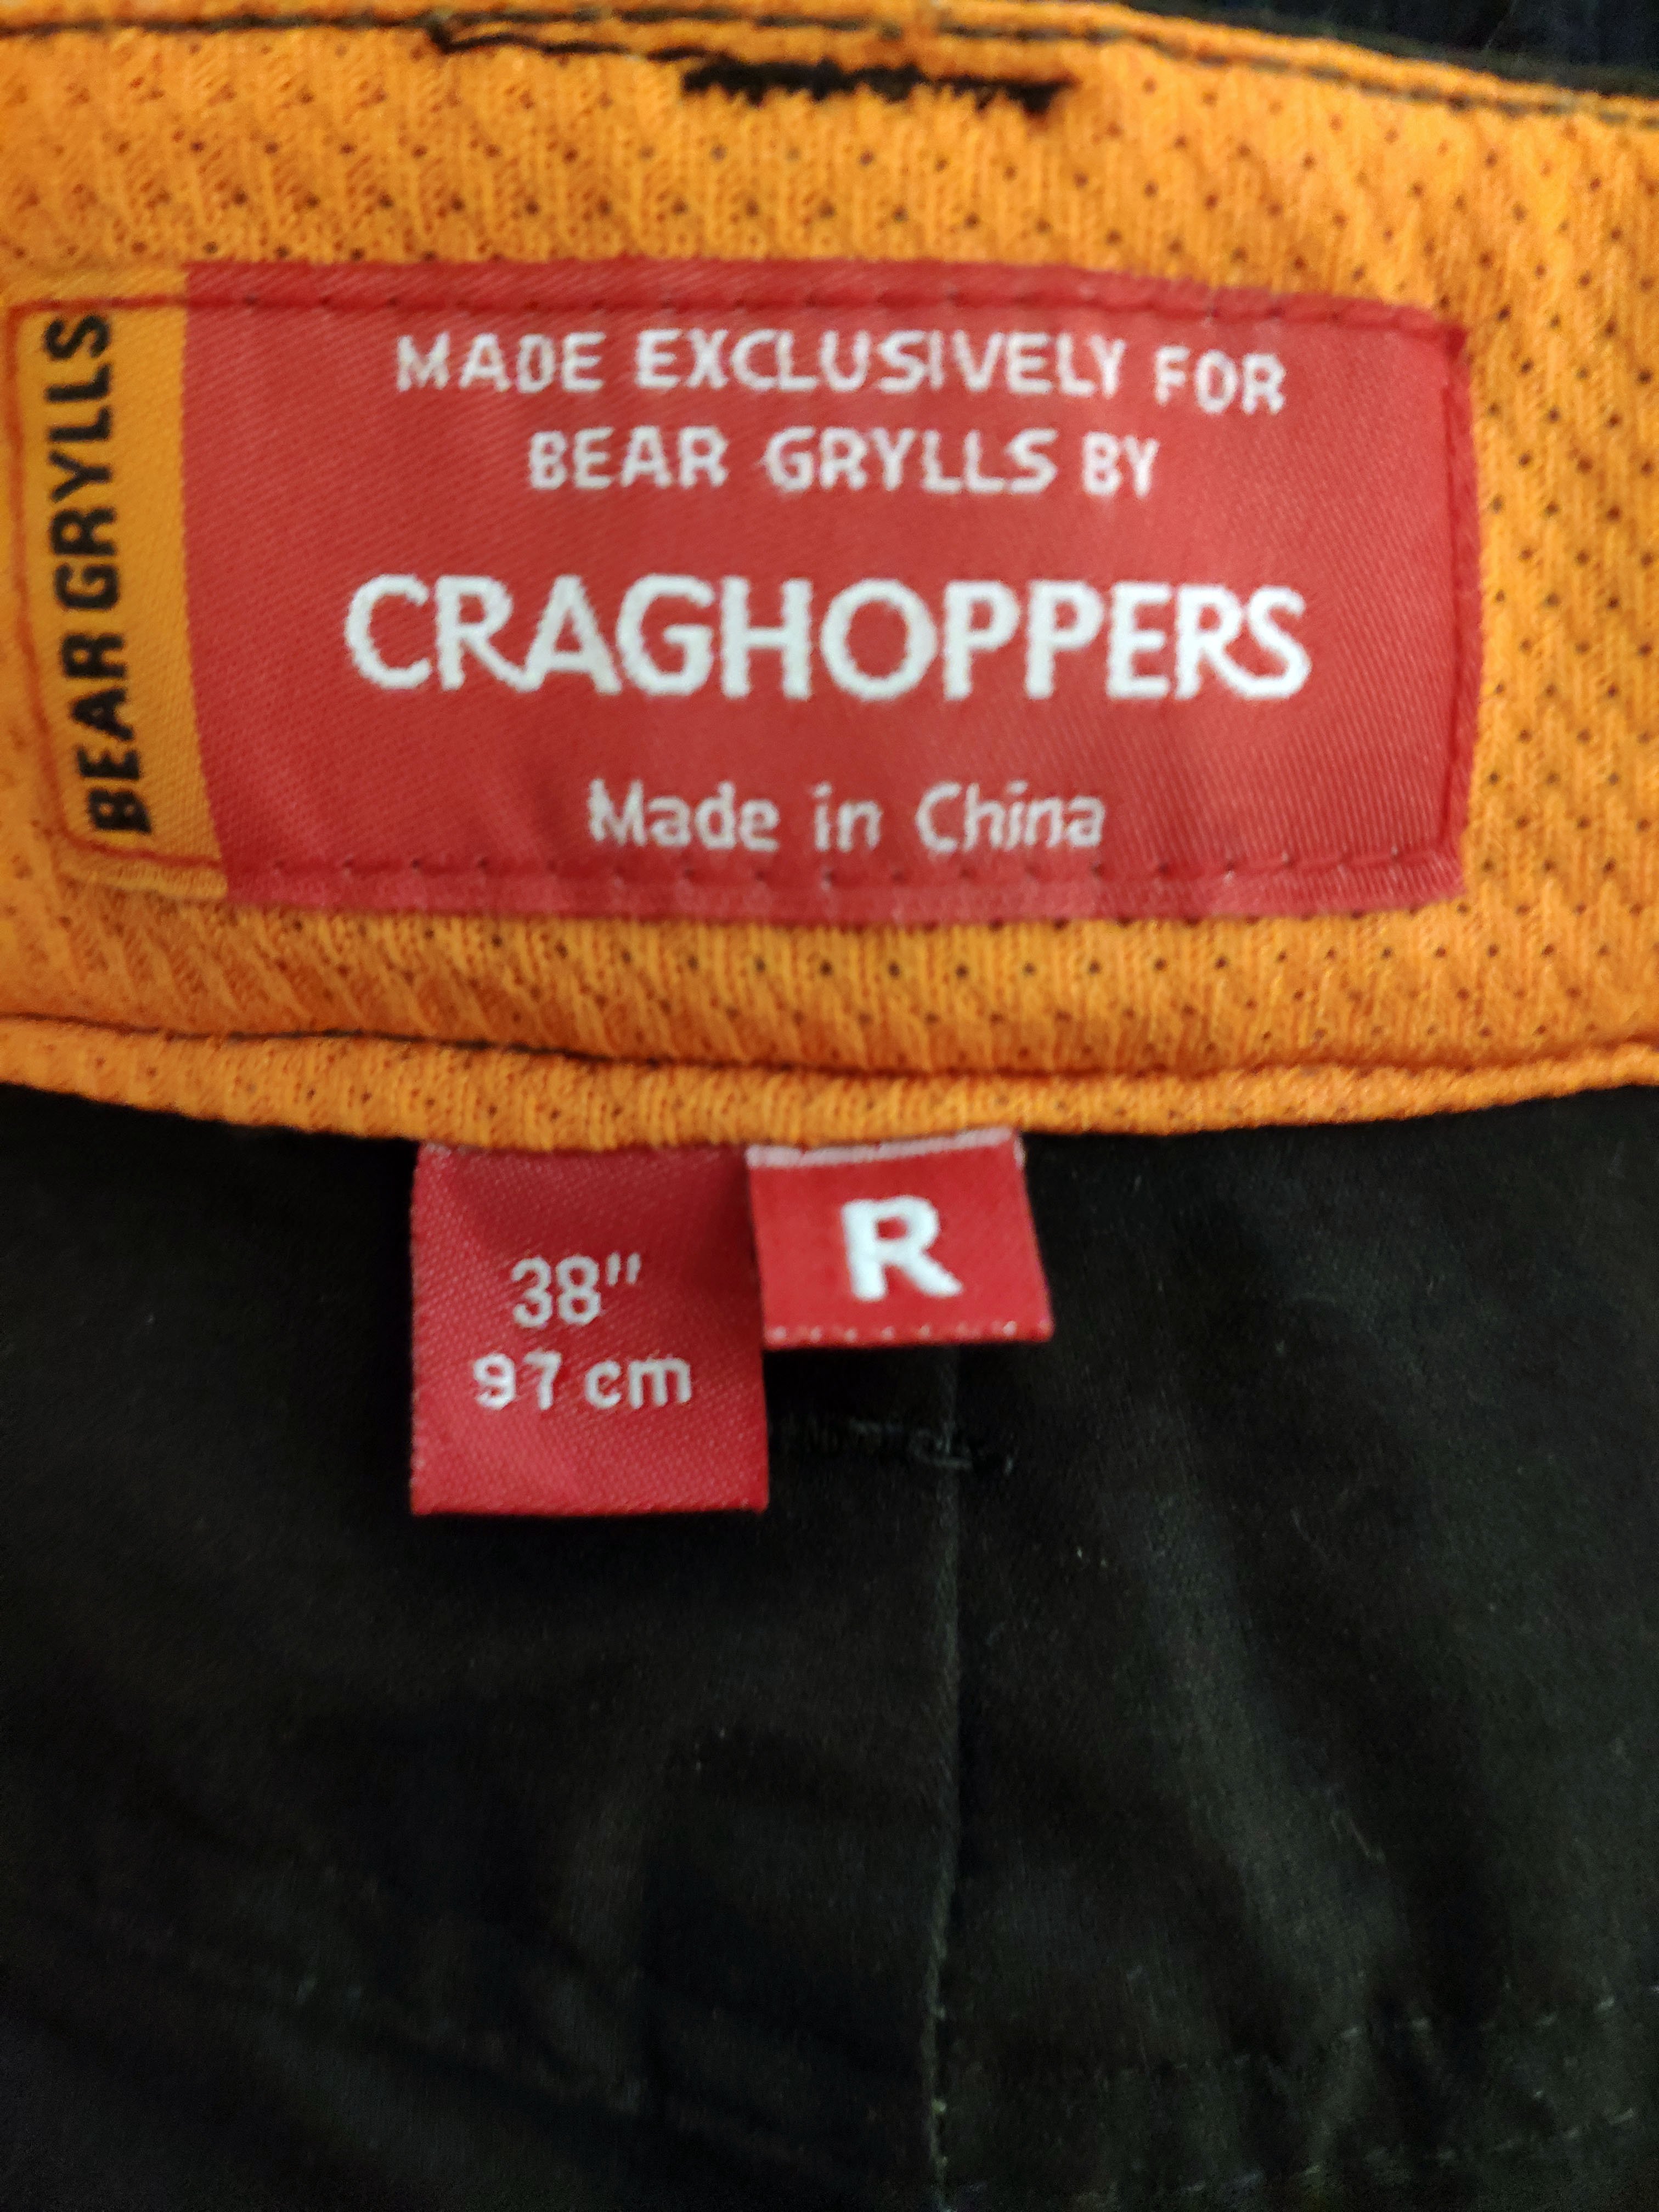 BEAR GRYLLS
MADE EXCLUSIVELY FOR
BEAR GRYLLS BY
CRAGHOPPERS
Made in China
38"
97 cm
R